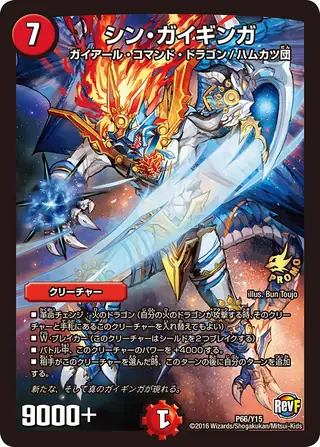 7
シン・ガイギンガ
ガイアール・コマンド・ドラゴン/ハムカツ団
PROMO
illus. Bun Toujo
クリーチャー
■革命チェンジ:火のドラゴン(自分の火のドラゴンが攻撃する時、そのクリー
チャーと手札にあるこのクリーチャーを入れ替えてもよい)
■W・ブレイカー(このクリーチャーはシールドを2つブレイクする)
■バトル中、このクリーチャーのパワーを+4000する。
■相手がこのクリーチャーを選んだ時、このターンの後に自分のターンを追加
する。
新たな、そして真のガイギンガが現れる。
9000+
RevF
P66/Y15
©2016 Wizards/Shogakukan/Mitsui-Kids